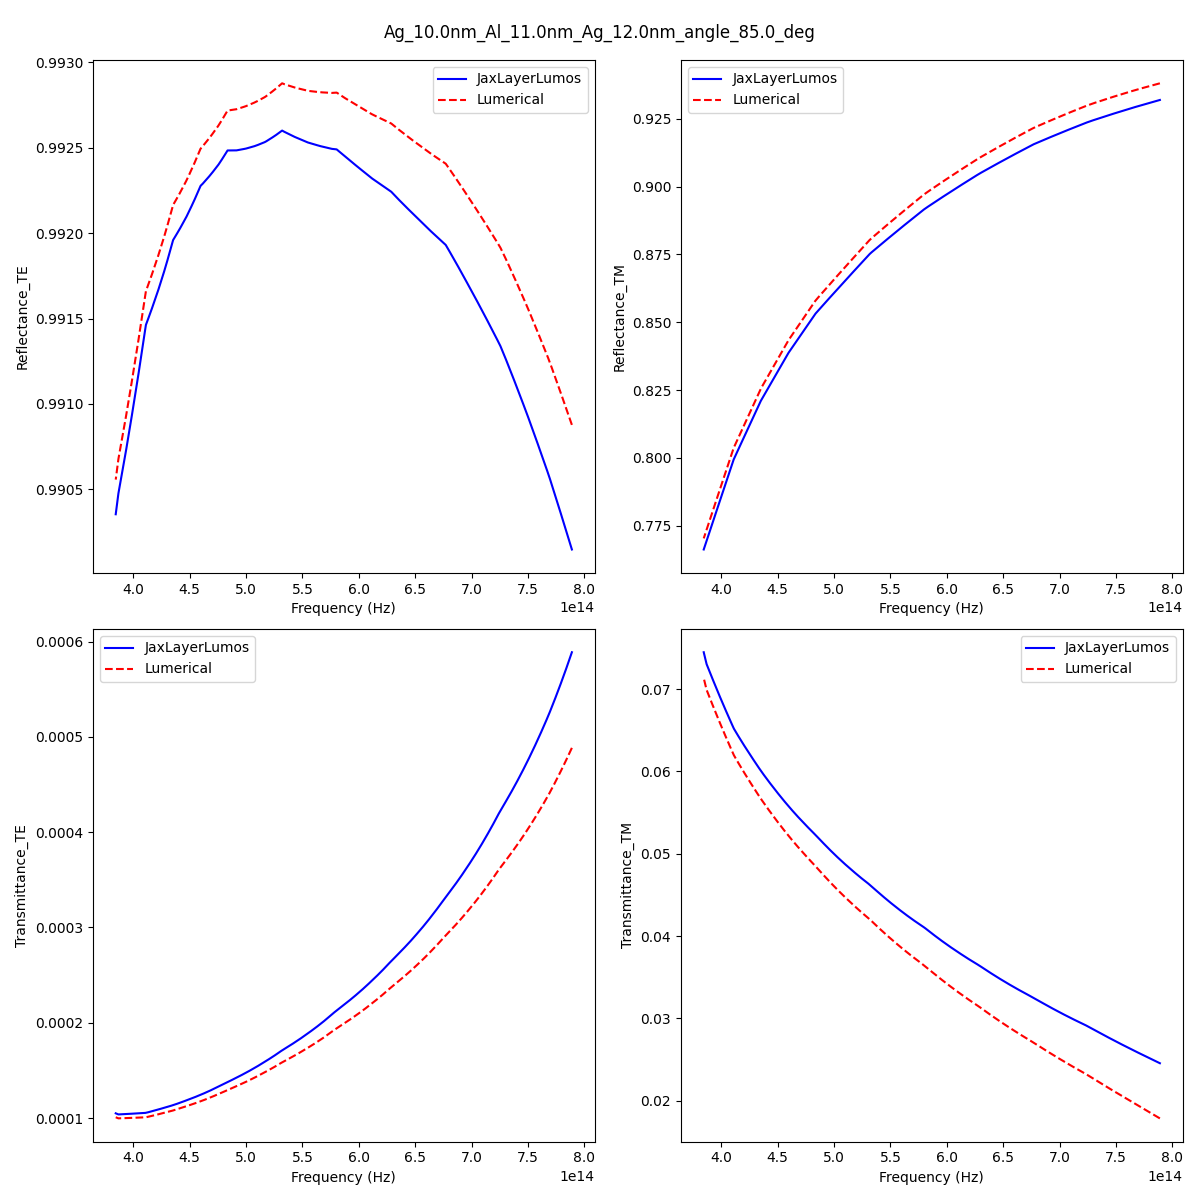 Ag_10.0nm_Al_11.0nm_Ag_12.0nm_angle_85.0_deg
0.9930
0.9925
0.9920
0.9915
0.9910
0.9905
Reflectance_TE
JaxLayerLumos
Lumerical
4.0 4.5 5.0 5.5 6.0 6.5 7.0 7.5 8.0
1e14
Frequency (Hz)
0.925
0.900
0.875
0.850
0.825
0.800
0.775
Reflectance_TM
JaxLayerLumos
Lumerical
4.0 4.5 5.0 5.5 6.0 6.5 7.0 7.5 8.0
1e14
Frequency (Hz)
0.0006
0.0005
0.0004
0.0003
0.0002
0.0001
Transmittance_TE
JaxLayerLumos
Lumerical
4.0 4.5 5.0 5.5 6.0 6.5 7.0 7.5 8.0
1e14
Frequency (Hz)
0.07
0.06
0.05
0.04
0.03
0.02
Transmittance_TM
JaxLayerLumos
Lumerical
4.0 4.5 5.0 5.5 6.0 6.5 7.0 7.5 8.0
1e14
Frequency (Hz)